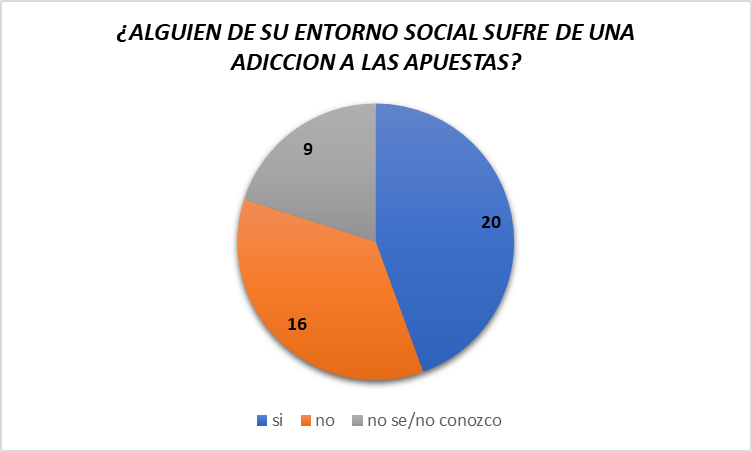 ¿ALGUIEN DE SU ENTORNO SOCIAL SUFRE DE UNA
ADICCION A LAS APUESTAS?
9
20
16
si no no se/no conozco